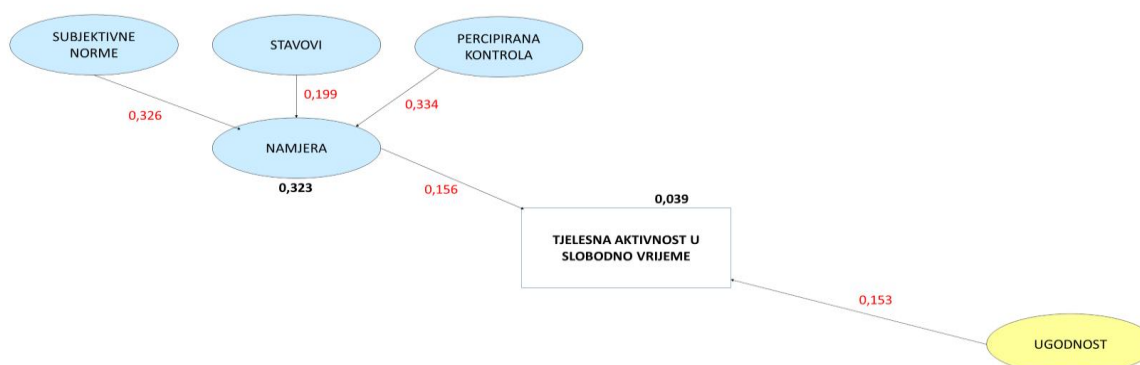 SUBJEKTIVNE
NORME
STAVOVI
PERCIPIRANA
KONTROLA
0,326
0,199
0,334
NAMJERA
0,323
0,156
0,039
TJELESNA AKTIVNOST U
SLOBODNO VRIJEME
0,153
UGODNOST